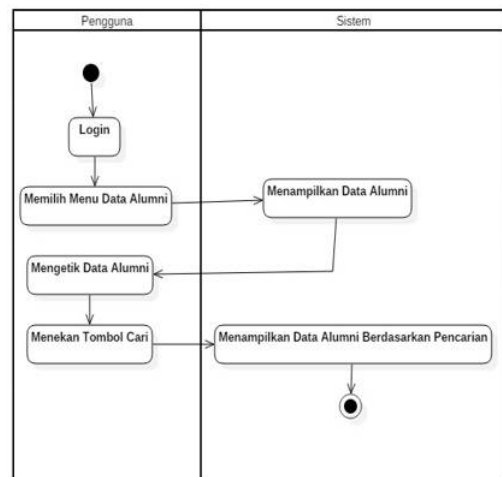 Pengguna
Sistem
Login
Memilih Menu Data Alumni
Menampilkan Data Alumni
Mengetik Data Alumni
Menekan Tombol Cari
Menampilkan Data Alumni Berdasarkan Pencarian